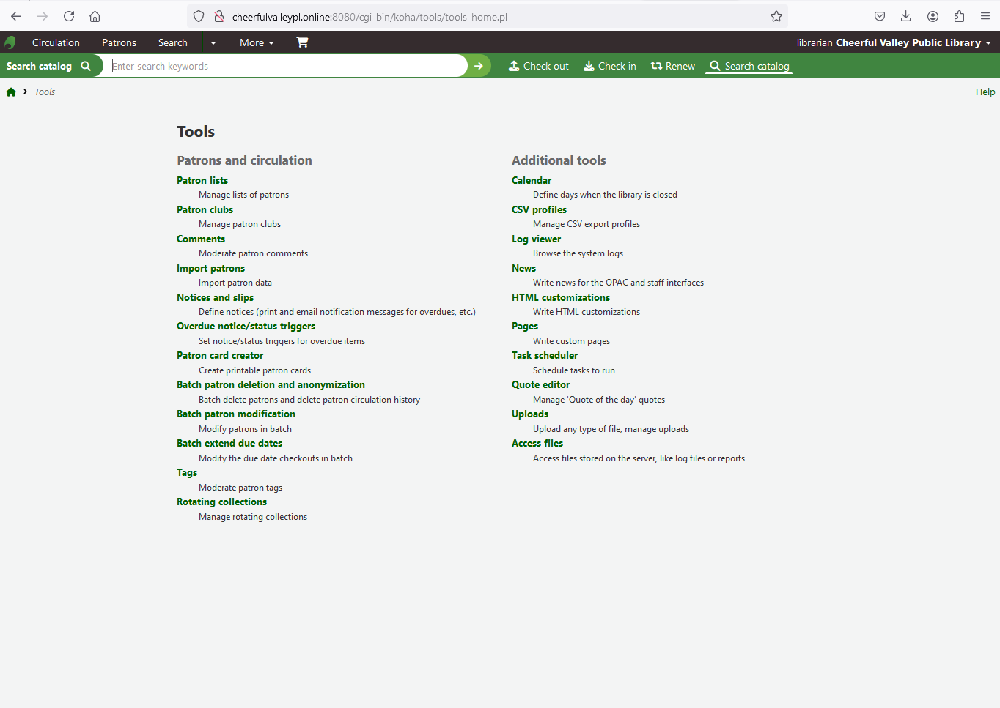 cheerfulvalleypl.online:8080/cgi-bin/koha/tools/tools-home.pl
Circulation Patrons Search More librarian Cheerful Valley Public Library
Search catalog Enter search keywords Check out Check in Renew Search catalog
Tools Help
Tools
Patrons and circulation
Patron lists
Manage lists of patrons
Patron clubs
Manage patron clubs
Comments
Moderate patron comments
Import patrons
Import patron data
Notices and slips
Define notices (print and email notification messages for overdues, etc.)
Overdue notice/status triggers
Set notice/status triggers for overdue items
Patron card creator
Create printable patron cards
Batch patron deletion and anonymization
Batch delete patrons and delete patron circulation history
Batch patron modification
Modify patrons in batch
Batch extend due dates
Modify the due date checkouts in batch
Tags
Moderate patron tags
Rotating collections
Manage rotating collections
Additional tools
Calendar
Define days when the library is closed
CSV profiles
Manage CSV export profiles
Log viewer
Browse the system logs
News
Write news for the OPAC and staff interfaces
HTML customizations
Write HTML customizations
Pages
Write custom pages
Task scheduler
Schedule tasks to run
Quote editor
Manage 'Quote of the day' quotes
Uploads
Upload any type of file, manage uploads
Access files
Access files stored on the server, like log files or reports